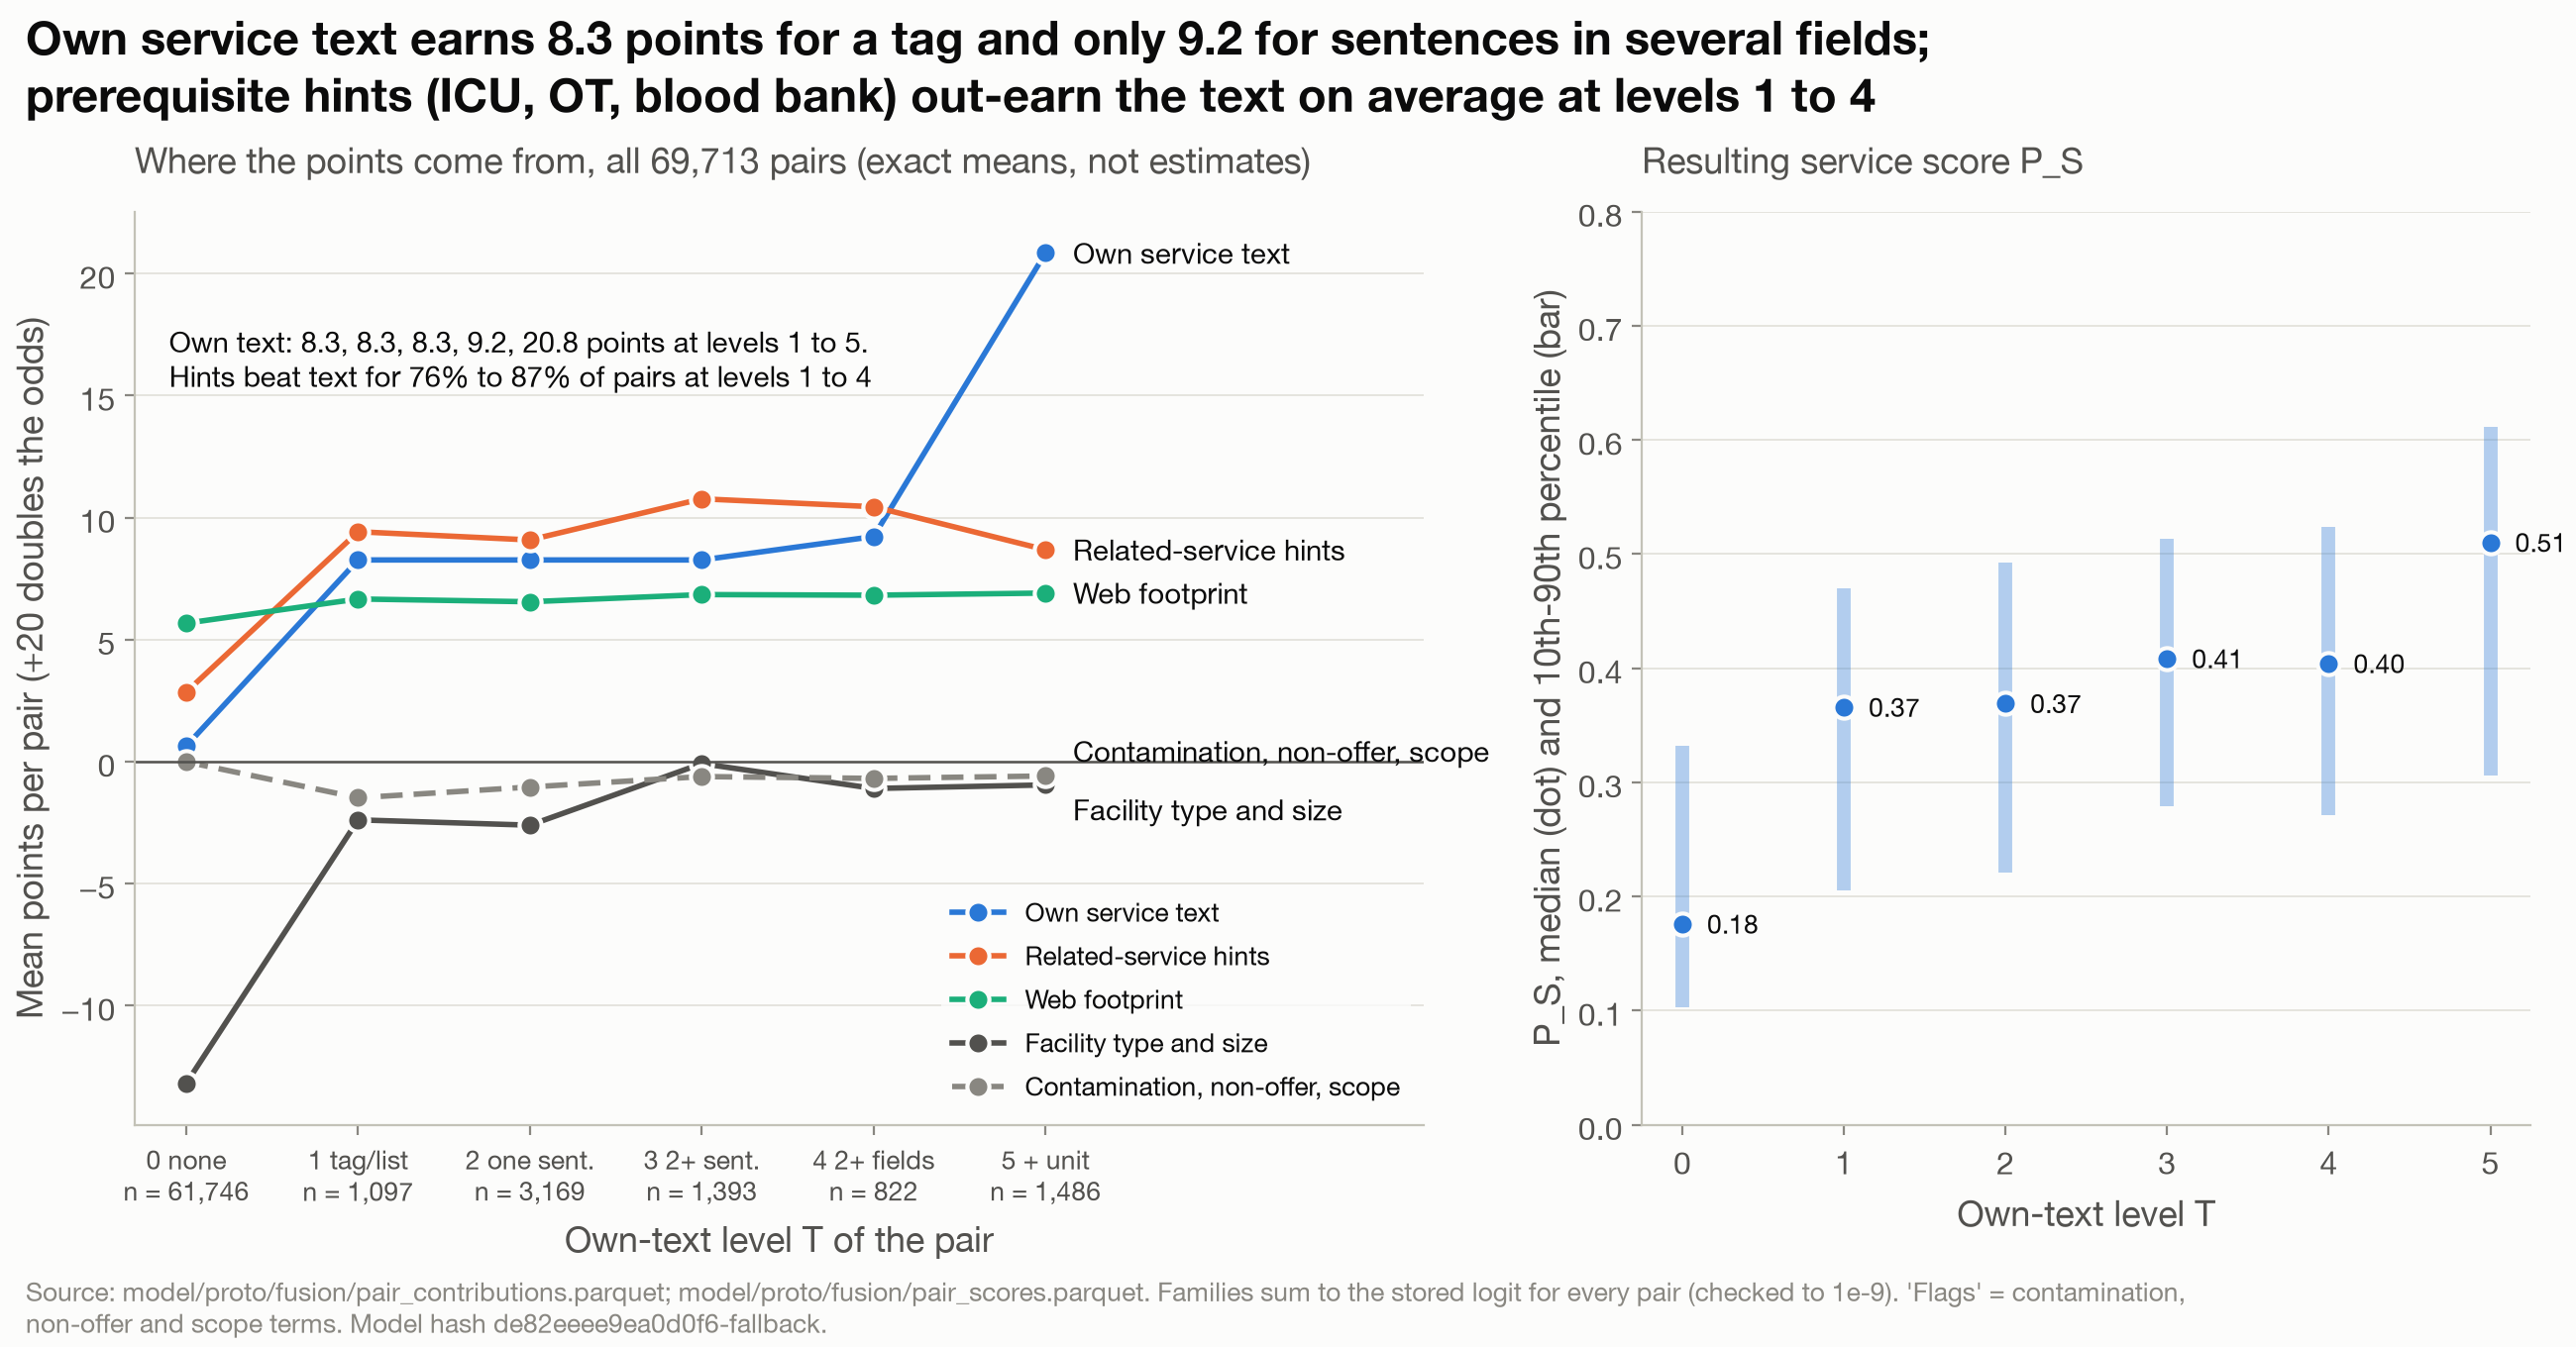 Own service text earns 8.3 points for a tag and only 9.2 for sentences in several fields;
prerequisite hints (ICU, OT, blood bank) out-earn the text on average at levels 1 to 4
Where the points come from, all 69,713 pairs (exact means, not estimates)
Mean points per pair (+20 doubles the odds)
20
15
10
5
0
−5
−10
Own text: 8.3, 8.3, 8.3, 9.2, 20.8 points at levels 1 to 5.
Hints beat text for 76% to 87% of pairs at levels 1 to 4
Own service text
Related-service hints
Web footprint
Contamination, non-offer, scope
Facility type and size
Own service text
Related-service hints
Web footprint
Facility type and size
Contamination, non-offer, scope
0 none 1 tag/list 2 one sent. 3 2+ sent. 4 2+ fields 5 + unit
n = 61,746 n = 1,097 n = 3,169 n = 1,393 n = 822 n = 1,486
Own-text level T of the pair
Resulting service score P_S
P_S, median (dot) and 10th-90th percentile (bar)
0.8
0.7
0.6
0.5
0.4
0.3
0.2
0.1
0.0
0.18
0.37
0.37
0.41
0.40
0.51
0 1 2 3 4 5
Own-text level T
Source: model/proto/fusion/pair_contributions.parquet; model/proto/fusion/pair_scores.parquet. Families sum to the stored logit for every pair (checked to 1e-9). 'Flags' = contamination,
non-offer and scope terms. Model hash de82eeee9ea0d0f6-fallback.